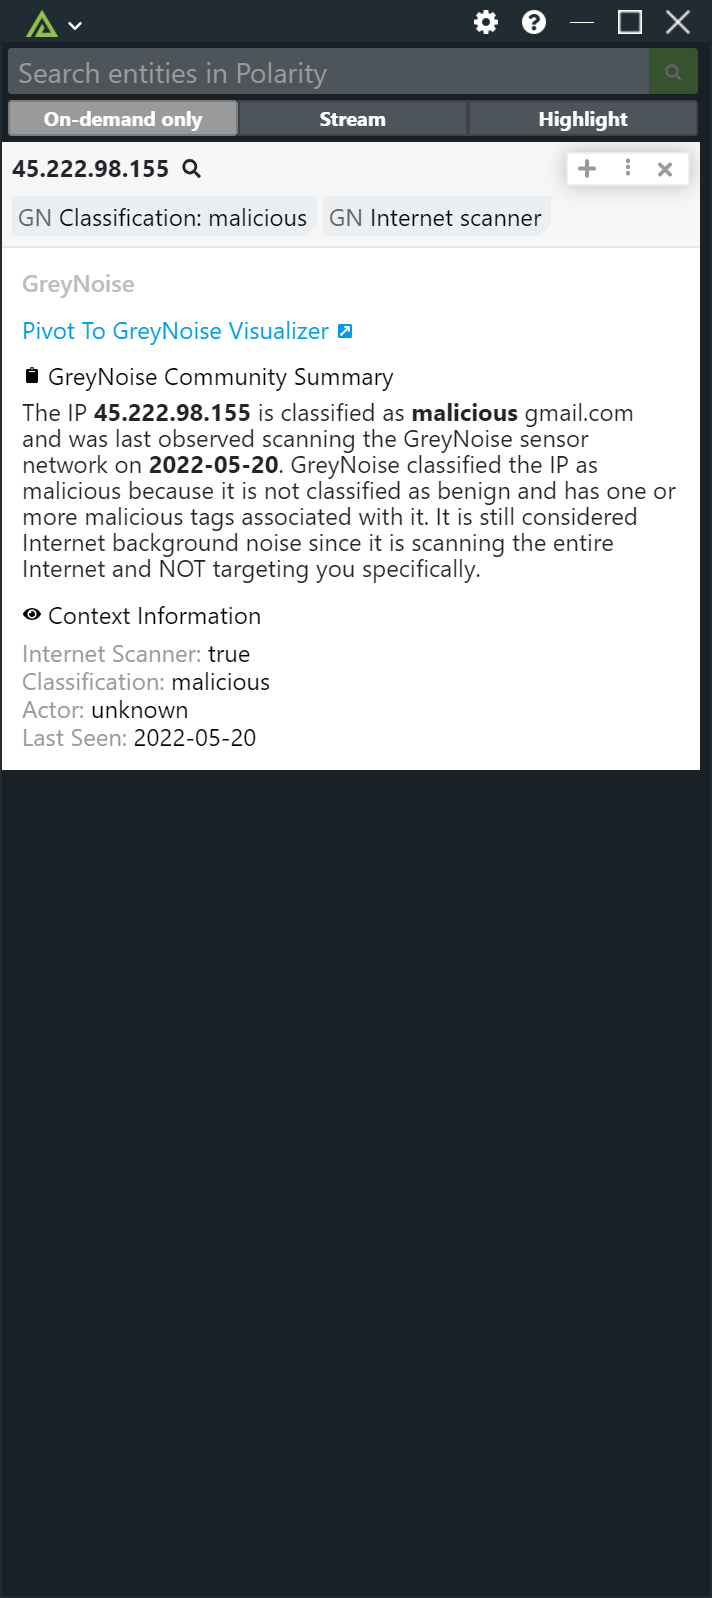 Search entities in Polarity
On-demand only
Stream
Highlight
45.222.98.155
GN Classification: malicious
GN Internet scanner
GreyNoise
Pivot To GreyNoise Visualizer
GreyNoise Community Summary
The IP 45.222.98.155 is classified as malicious gmail.com
and was last observed scanning the GreyNoise sensor
network on 2022-05-20. GreyNoise classified the IP as
malicious because it is not classified as benign and has one or
more malicious tags associated with it. It is still considered
Internet background noise since it is scanning the entire
Internet and NOT targeting you specifically.
Context Information
Internet Scanner: true
Classification: malicious
Actor: unknown
Last Seen: 2022-05-20